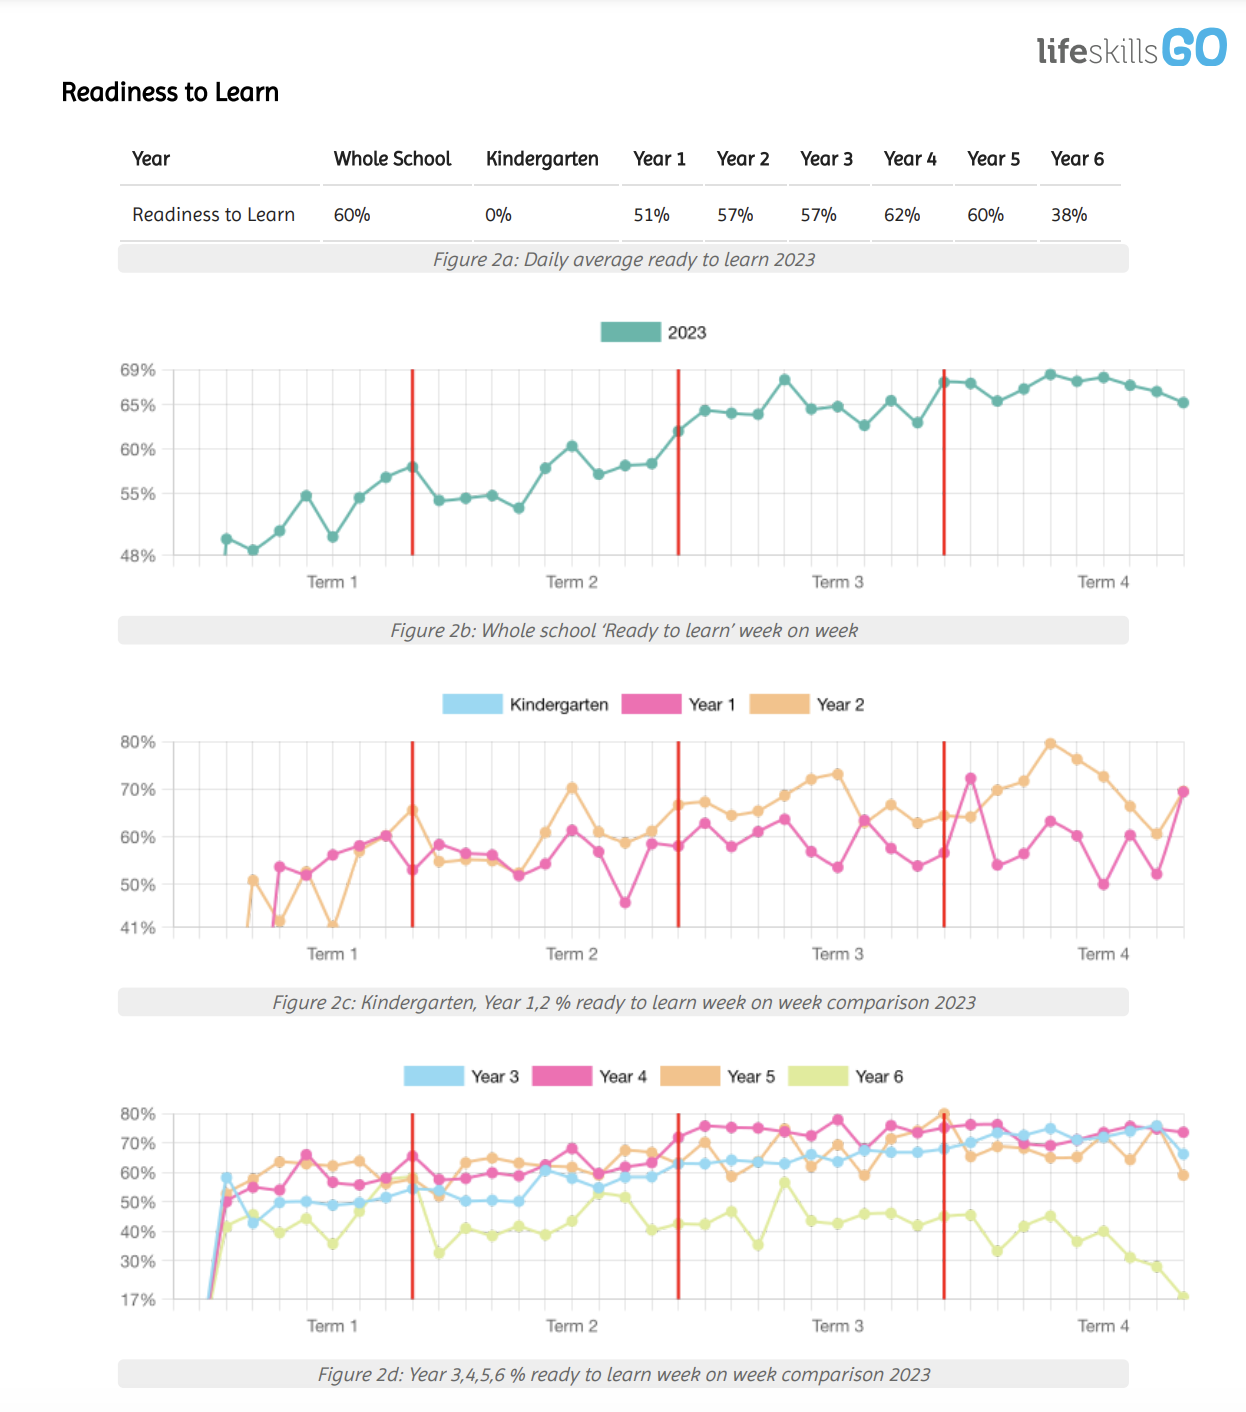 lifeskills GO
Readiness to Learn
Year Whole School Kindergarten Year 1 Year 2 Year 3 Year 4 Year 5 Year 6
Readiness to Learn 60% 0% 51% 57% 57% 62% 60% 38%
Figure 2a: Daily average ready to learn 2023
2023
69%
65%
60%
55%
48%
Term 1 Term 2 Term 3 Term 4
Figure 2b: Whole school ‘Ready to learn’ week on week
Kindergarten Year 1 Year 2
80%
70%
60%
50%
41%
Term 1 Term 2 Term 3 Term 4
Figure 2c: Kindergarten, Year 1,2 % ready to learn week on week comparison 2023
Year 3 Year 4 Year 5 Year 6
80%
70%
60%
50%
40%
30%
17%
Term 1 Term 2 Term 3 Term 4
Figure 2d: Year 3,4,5,6 % ready to learn week on week comparison 2023